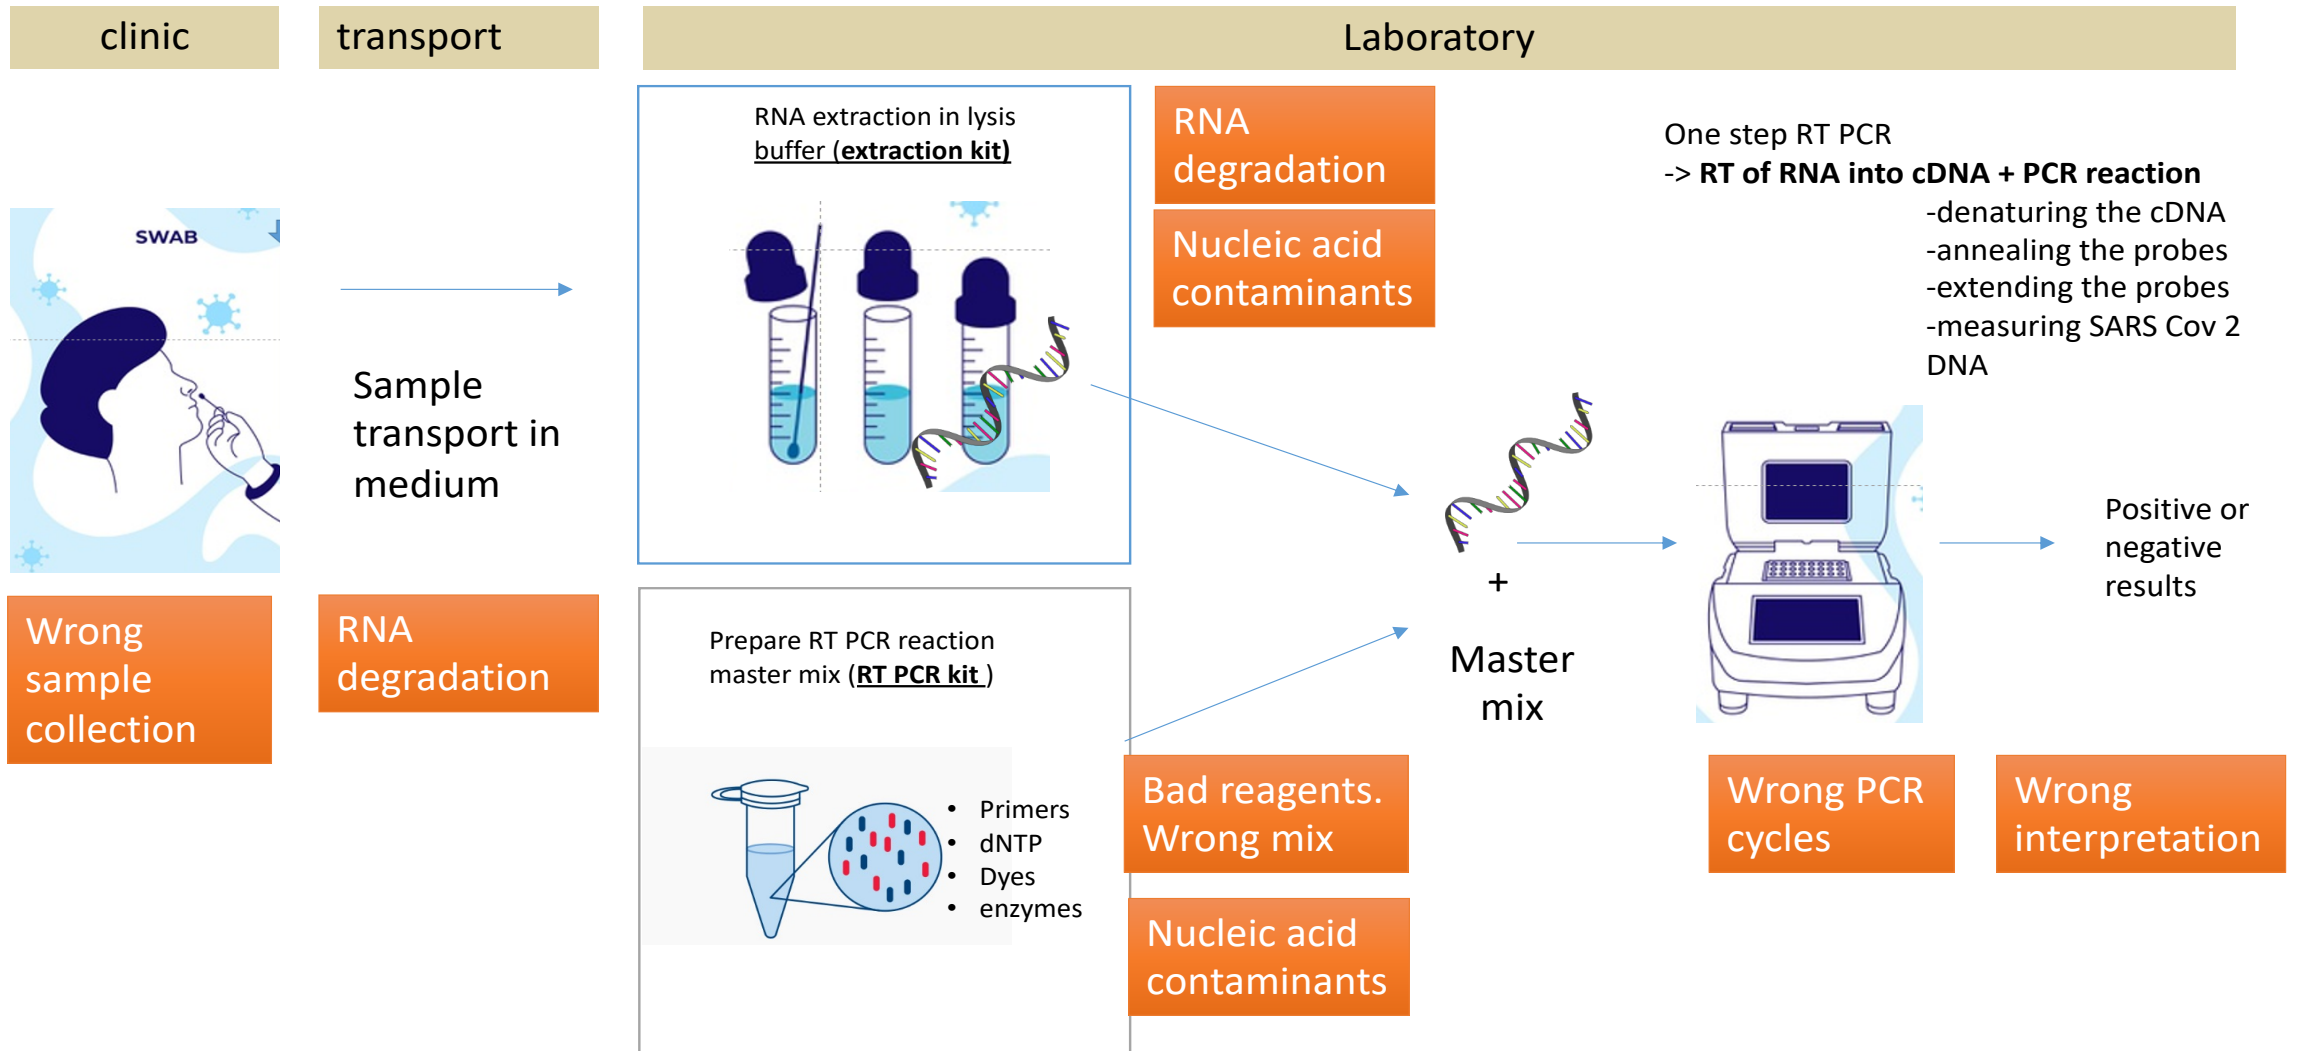 clinic
transport
Laboratory
SWAB
Wrong
sample
collection
Sample
transport in
medium
RNA
degradation
RNA extraction in lysis
buffer (extraction kit)
RNA
degradation
Nucleic acid
contaminants
Prepare RT PCR reaction
master mix (RT PCR kit )
• Primers
• dNTP
• Dyes
• enzymes
Bad reagents.
Wrong mix
Nucleic acid
contaminants
+
Master
mix
One step RT PCR
-> RT of RNA into cDNA + PCR reaction
-denaturing the cDNA
-annealing the probes
-extending the probes
-measuring SARS Cov 2
DNA
Wrong PCR
cycles
Positive or
negative
results
Wrong
interpretation